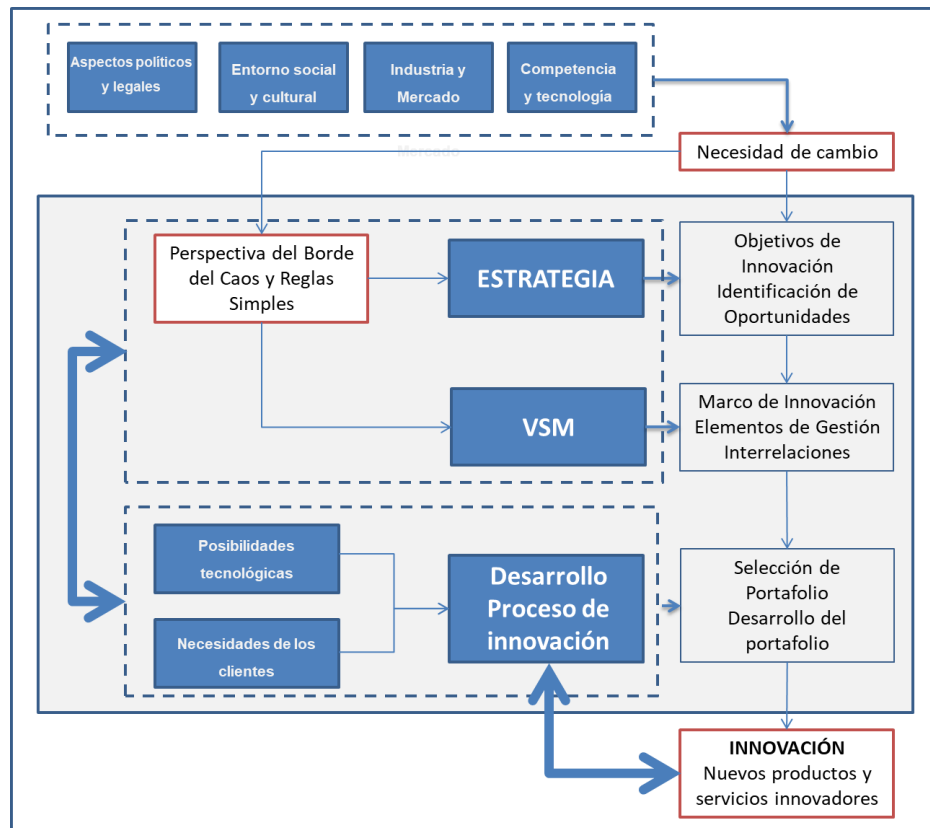 Aspectos politicos
y legales
Entorno social
y cultural
Industria y
Mercado
Competencia
y tecnología
Mercado
Necesidad de cambio
Perspectiva del Borde
del Caos y Reglas
Simples
ESTRATEGIA
Objetivos de
Innovación
Identificación de
Oportunidades
VSM
Marco de Innovación
Elementos de Gestión
Interrelaciones
Posibilidades
tecnológicas
Necesidades de los
clientes
Desarrollo
Proceso de
innovación
Selección de
Portafolio
Desarrollo del
portafolio
INNOVACIÓN
Nuevos productos y
servicios innovadores